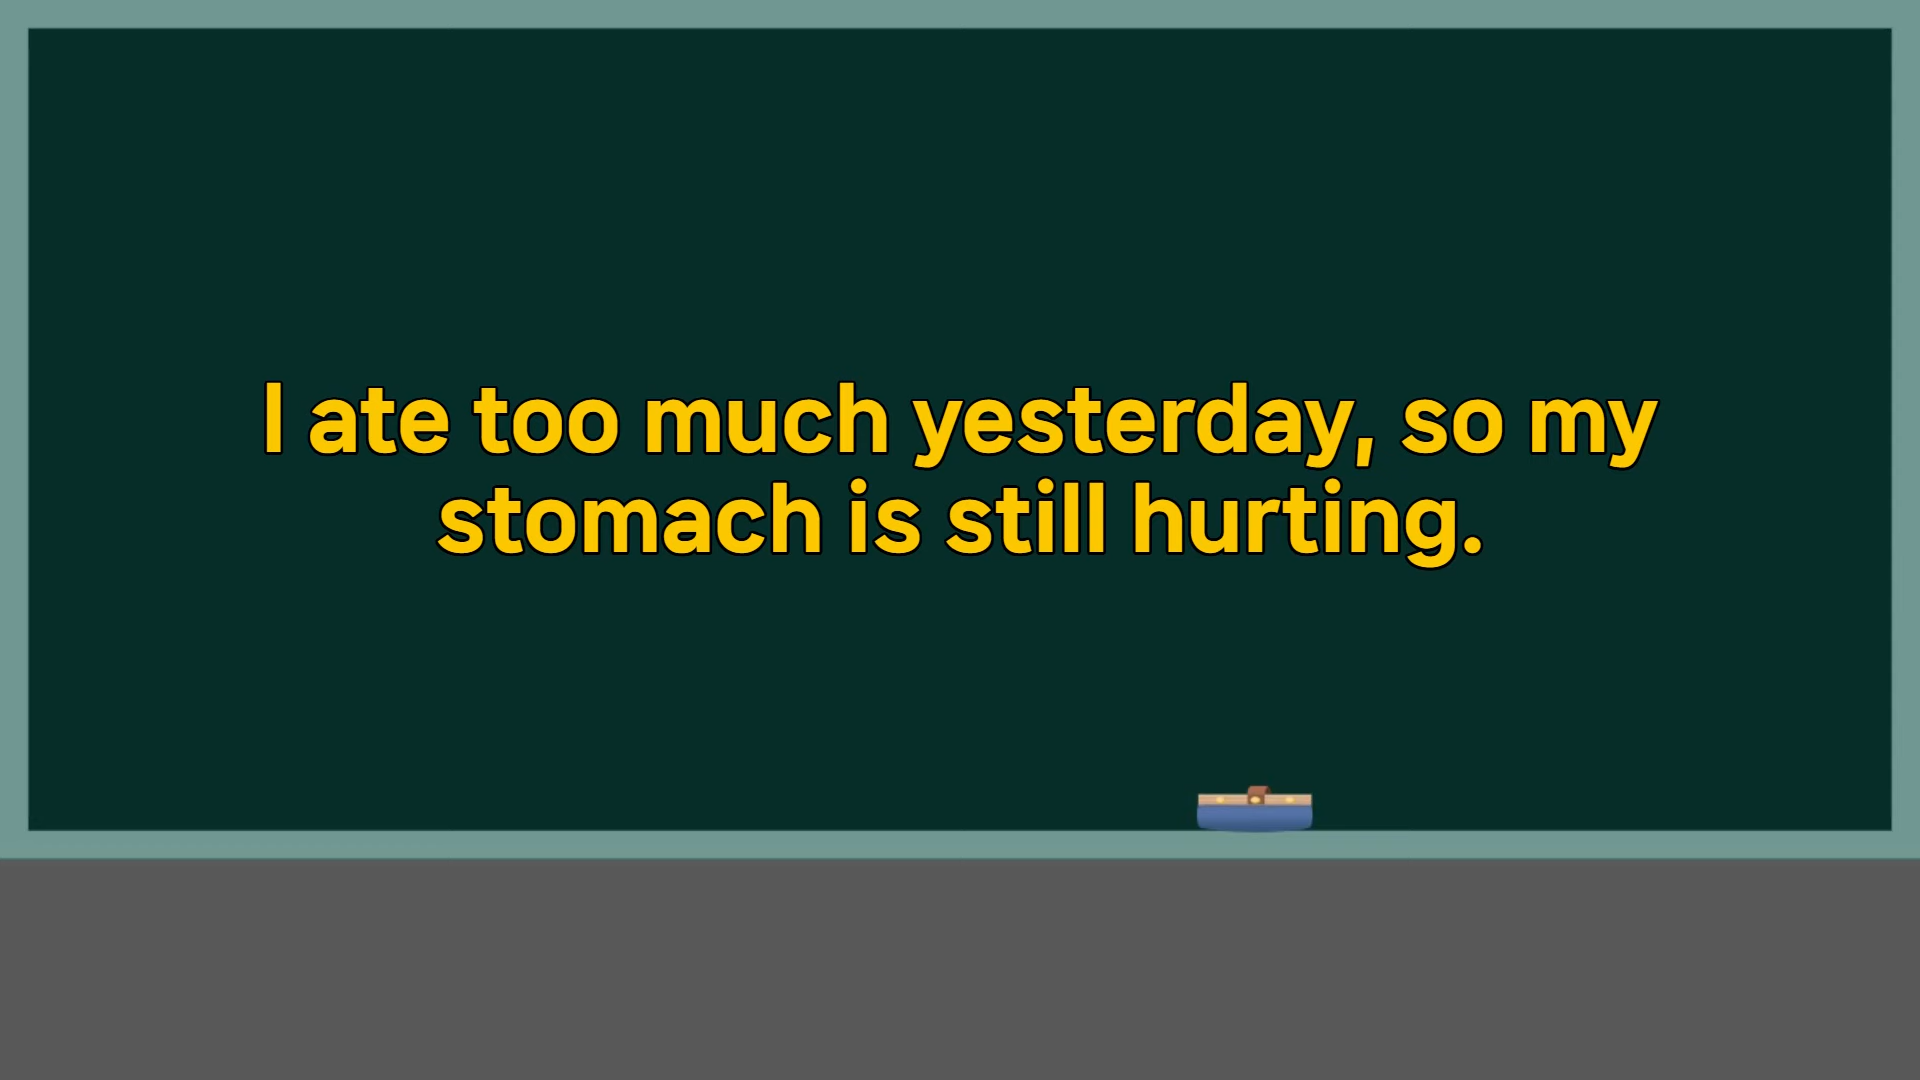 I ate too much yesterday, so my
stomach is still hurting.